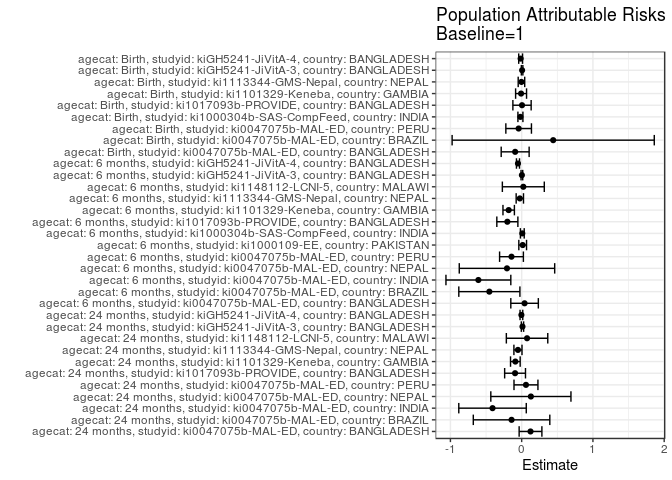 Population Attributable Risks
Baseline=1
agecat: Birth, studyid: kiGH5241-JiVitA-4, country: BANGLADESH
agecat: Birth, studyid: kiGH5241-JiVitA-3, country: BANGLADESH
agecat: Birth, studyid: ki1113344-GMS-Nepal, country: NEPAL
agecat: Birth, studyid: ki1101329-Keneba, country: GAMBIA
agecat: Birth, studyid: ki1017093b-PROVIDE, country: BANGLADESH
agecat: Birth, studyid: ki1000304b-SAS-CompFeed, country: INDIA
agecat: Birth, studyid: ki0047075b-MAL-ED, country: PERU
agecat: Birth, studyid: ki0047075b-MAL-ED, country: BRAZIL
agecat: Birth, studyid: ki0047075b-MAL-ED, country: BANGLADESH
agecat: 6 months, studyid: kiGH5241-JiVitA-4, country: BANGLADESH
agecat: 6 months, studyid: kiGH5241-JiVitA-3, country: BANGLADESH
agecat: 6 months, studyid: ki1148112-LCNI-5, country: MALAWI
agecat: 6 months, studyid: ki1113344-GMS-Nepal, country: NEPAL
agecat: 6 months, studyid: ki1101329-Keneba, country: GAMBIA
agecat: 6 months, studyid: ki1017093b-PROVIDE, country: BANGLADESH
agecat: 6 months, studyid: ki1000304b-SAS-CompFeed, country: INDIA
agecat: 6 months, studyid: ki1000109-EE, country: PAKISTAN
agecat: 6 months, studyid: ki0047075b-MAL-ED, country: PERU
agecat: 6 months, studyid: ki0047075b-MAL-ED, country: NEPAL
agecat: 6 months, studyid: ki0047075b-MAL-ED, country: INDIA
agecat: 6 months, studyid: ki0047075b-MAL-ED, country: BRAZIL
agecat: 6 months, studyid: ki0047075b-MAL-ED, country: BANGLADESH
agecat: 24 months, studyid: kiGH5241-JiVitA-4, country: BANGLADESH
agecat: 24 months, studyid: kiGH5241-JiVitA-3, country: BANGLADESH
agecat: 24 months, studyid: ki1148112-LCNI-5, country: MALAWI
agecat: 24 months, studyid: ki1113344-GMS-Nepal, country: NEPAL
agecat: 24 months, studyid: ki1101329-Keneba, country: GAMBIA
agecat: 24 months, studyid: ki1017093b-PROVIDE, country: BANGLADESH
agecat: 24 months, studyid: ki0047075b-MAL-ED, country: PERU
agecat: 24 months, studyid: ki0047075b-MAL-ED, country: NEPAL
agecat: 24 months, studyid: ki0047075b-MAL-ED, country: INDIA
agecat: 24 months, studyid: ki0047075b-MAL-ED, country: BRAZIL
agecat: 24 months, studyid: ki0047075b-MAL-ED, country: BANGLADESH
-1 0 1 2
Estimate